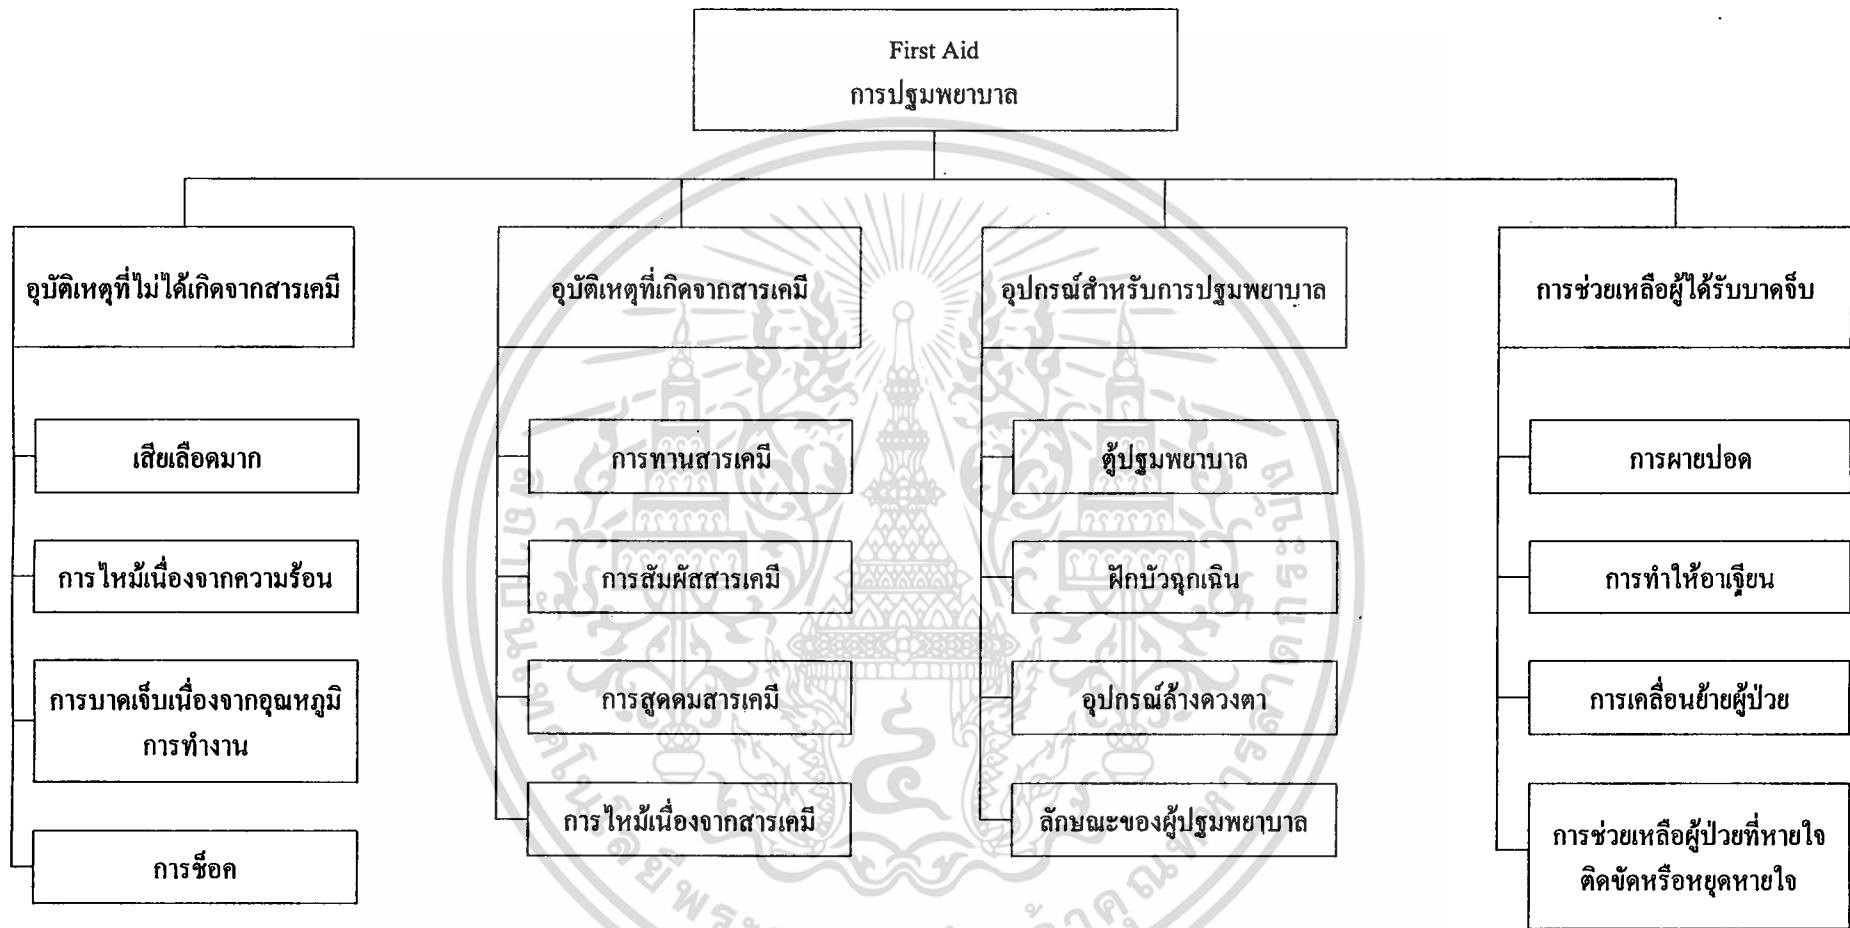 First Aid
การปฐมพยาบาล
อุบัติเหตุที่ไม่ได้เกิดจากสารเคมี
เสียเลือดมาก
การไหม้เนื่องจากความร้อน
การบาดเจ็บเนื่องจากอุณหภูมิ
การทำงาน
การช็อค
อุบัติเหตุที่เกิดจากสารเคมี
การทานสารเคมี
การสัมผัสสารเคมี
การสูดดมสารเคมี
การไหม้เนื่องจากสารเคมี
อุปกรณ์สำหรับการปฐมพยาบาล
ตู้ปฐมพยาบาล
ฝักบัวฉุกเฉิน
อุปกรณ์ล้างดวงตา
ลักษณะของผู้ปฐมพยาบาล
การช่วยเหลือผู้ได้รับบาดเจ็บ
การผายปอด
การทำให้อาเจียน
การเคลื่อนย้ายผู้ป่วย
การช่วยเหลือผู้ป่วยที่หายใจ
ติดขัดหรือหยุดหายใจ